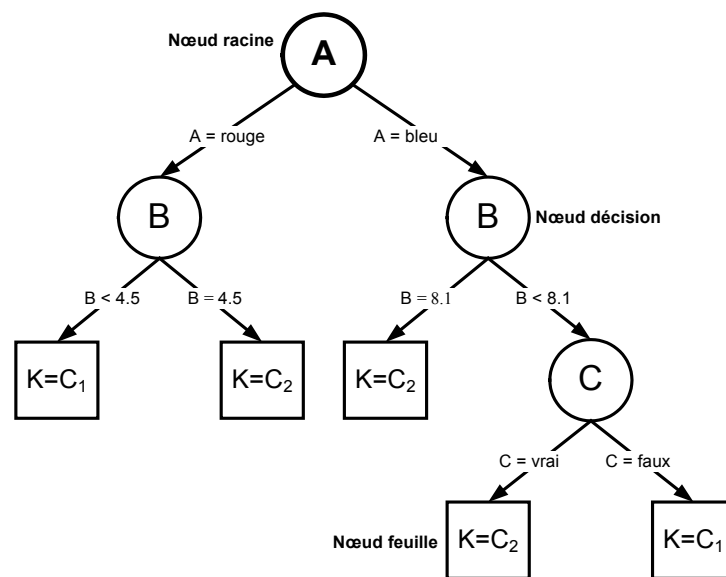 Nœud racine
A
A = rouge
A = bleu
B
B
Nœud décision
B < 4.5
B = 4.5
B = 8.1
B < 8.1
K=C₁
K=C₂
K=C₂
C
C = vrai
C = faux
Nœud feuille
K=C₂
K=C₁